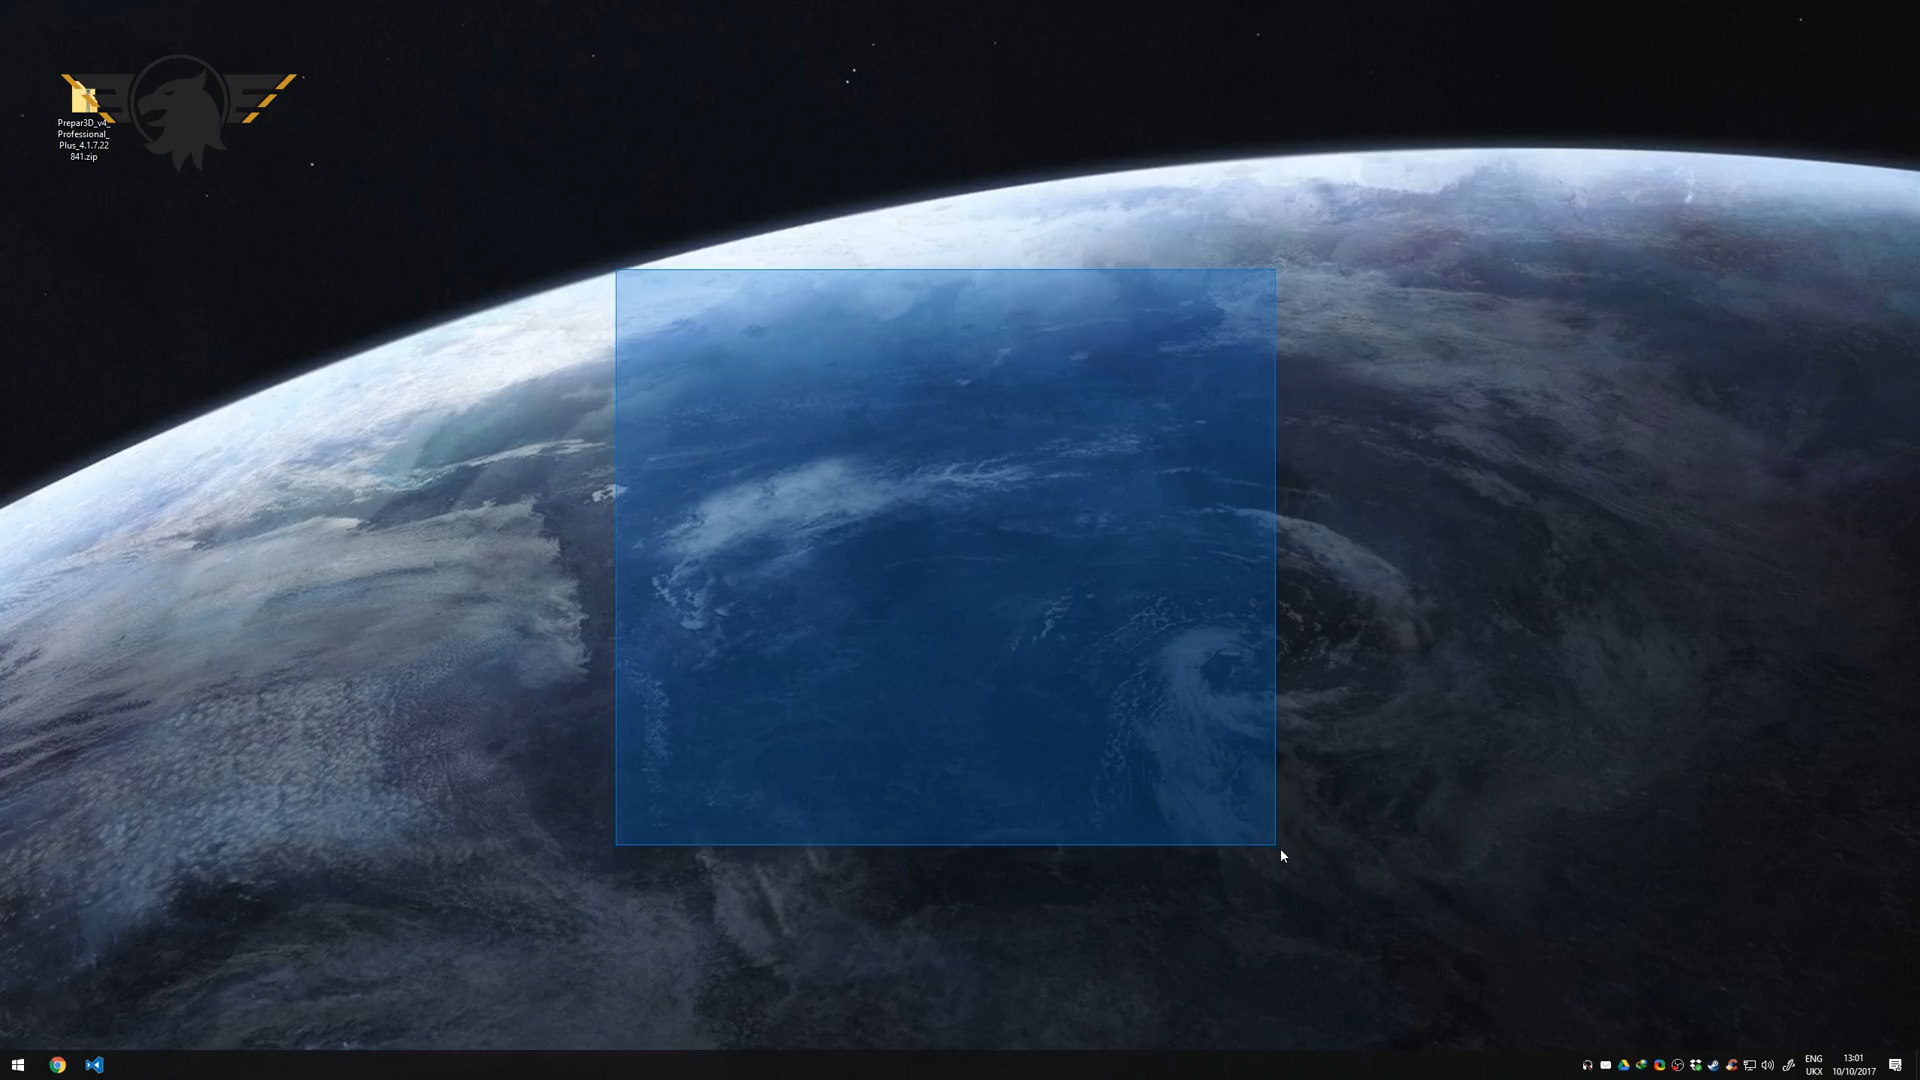 Prepar3D_v4_
Professional_
Plus_4.1.7.22
841.zip
ENG
UKX
13:01
10/10/2017